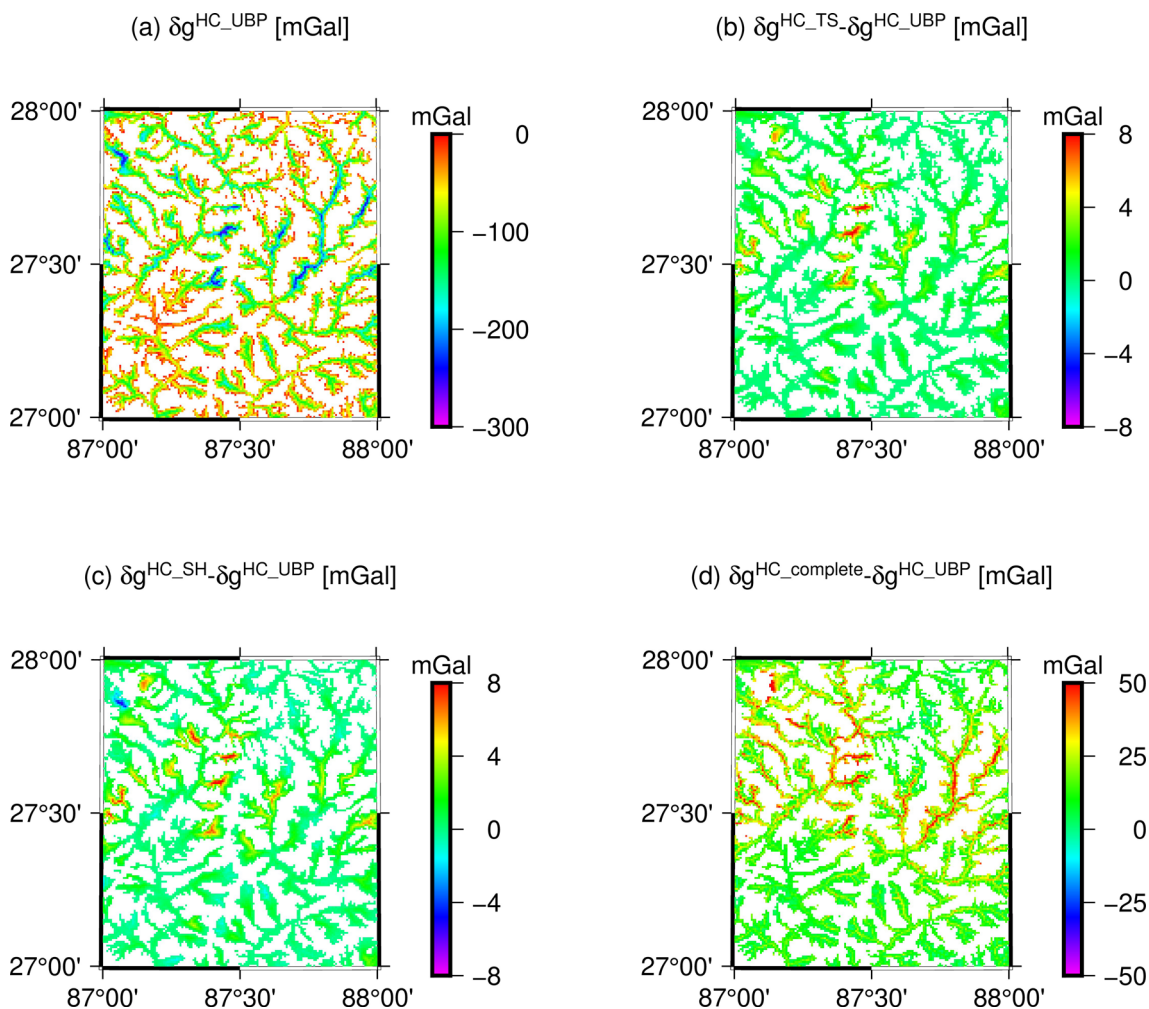 (a) δg^HC_UBP [mGal]
(b) δg^HC_TS-δg^HC_UBP [mGal]
28°00'
27°30'
27°00'
87°00' 87°30' 88°00'
mGal
0
−100
−200
−300
28°00'
27°30'
27°00'
87°00' 87°30' 88°00'
mGal
8
4
0
−4
−8
(c) δg^HC_SH-δg^HC_UBP [mGal]
(d) δg^HC_complete-δg^HC_UBP [mGal]
28°00'
27°30'
27°00'
87°00' 87°30' 88°00'
mGal
8
4
0
−4
−8
28°00'
27°30'
27°00'
87°00' 87°30' 88°00'
mGal
50
25
0
−25
−50